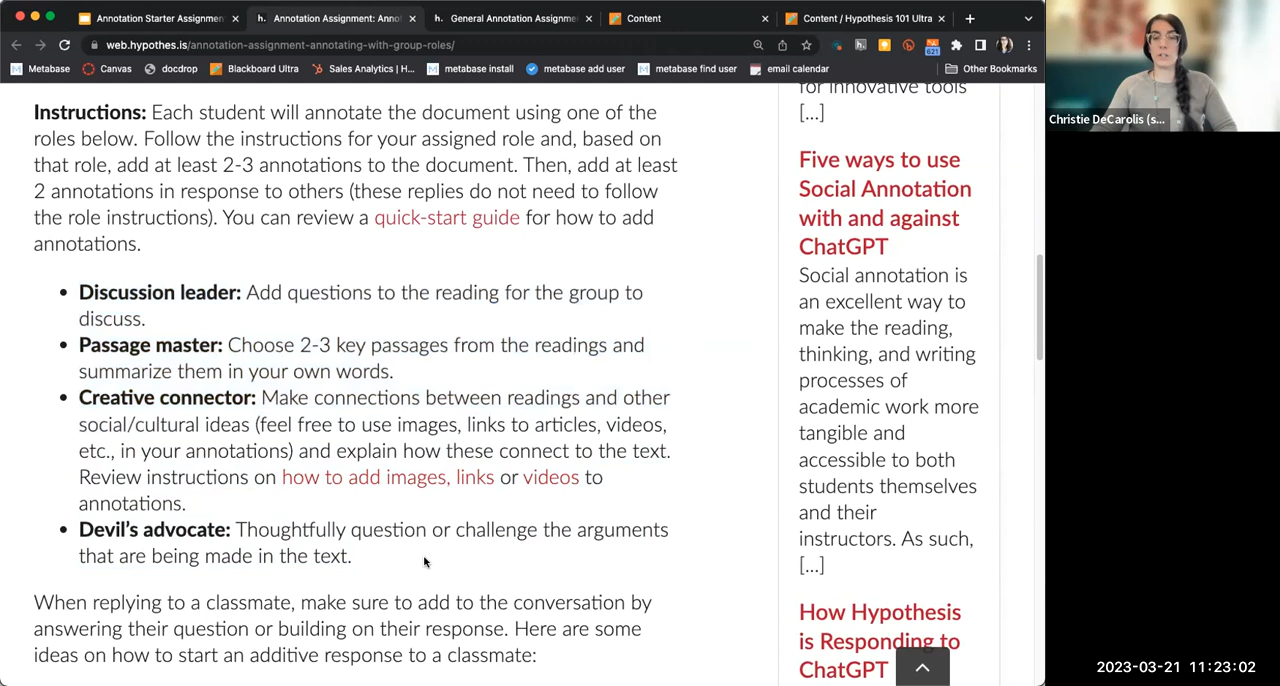 Annotation Starter Assignmen
Annotation Assignment: Anno
General Annotation Assignme
Content
Content / Hypothesis 101 Ultra
web.hypothes.is/annotation-assignment-annotating-with-group-roles/
621
Metabase
Canvas
docdrop
Blackboard Ultra
Sales Analytics | H...
metabase install
metabase add user
metabase find user
email calendar
Other Bookmarks
Instructions: Each student will annotate the document using one of the
roles below. Follow the instructions for your assigned role and, based on
that role, add at least 2-3 annotations to the document. Then, add at least
2 annotations in response to others (these replies do not need to follow
the role instructions). You can review a quick-start guide for how to add
annotations.
• Discussion leader: Add questions to the reading for the group to
discuss.
• Passage master: Choose 2-3 key passages from the readings and
summarize them in your own words.
• Creative connector: Make connections between readings and other
social/cultural ideas (feel free to use images, links to articles, videos,
etc., in your annotations) and explain how these connect to the text.
Review instructions on how to add images, links or videos to
annotations.
• Devil’s advocate: Thoughtfully question or challenge the arguments
that are being made in the text.
When replying to a classmate, make sure to add to the conversation by
answering their question or building on their response. Here are some
ideas on how to start an additive response to a classmate:
for innovative tools
[...]
Five ways to use
Social Annotation
with and against
ChatGPT
Social annotation is
an excellent way to
make the reading,
thinking, and writing
processes of
academic work more
tangible and
accessible to both
students themselves
and their
instructors. As such,
[...]
How Hypothesis
is Responding to
ChatGPT
Christie DeCarolis (s...
2023-03-21 11:23:02